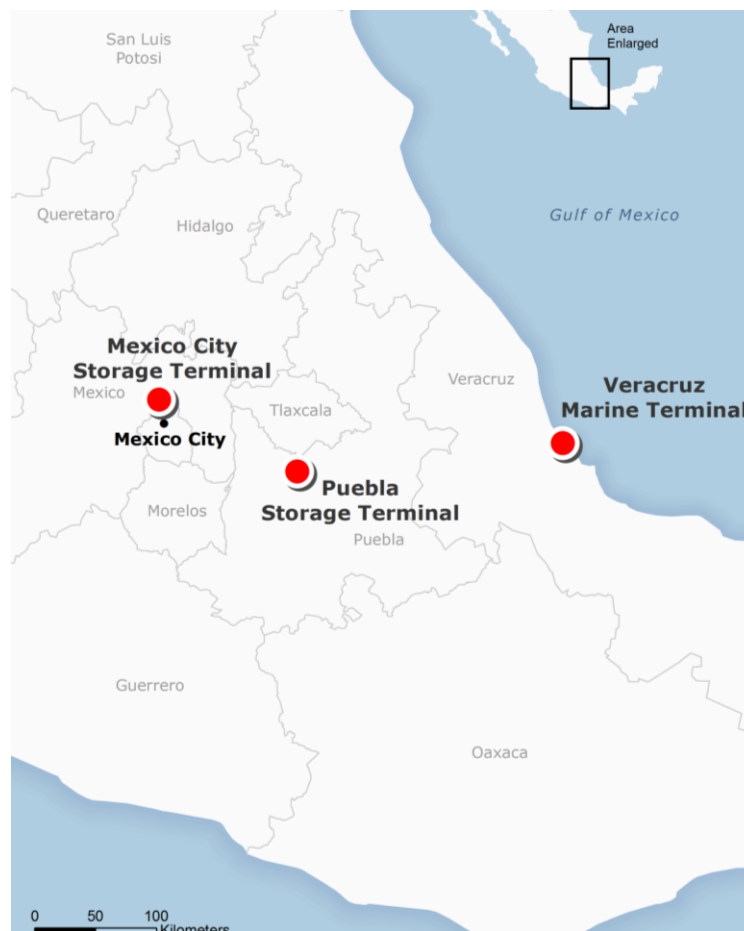 San Luis
Potosi
Area
Enlarged
Queretaro
Hidalgo
Gulf of Mexico
Mexico City
Storage Terminal
Mexico
Mexico City
Tlaxcala
Veracruz
Veracruz
Marine Terminal
Puebla
Storage Terminal
Morelos
Puebla
Guerrero
Oaxaca
0 50 100
Kilometers